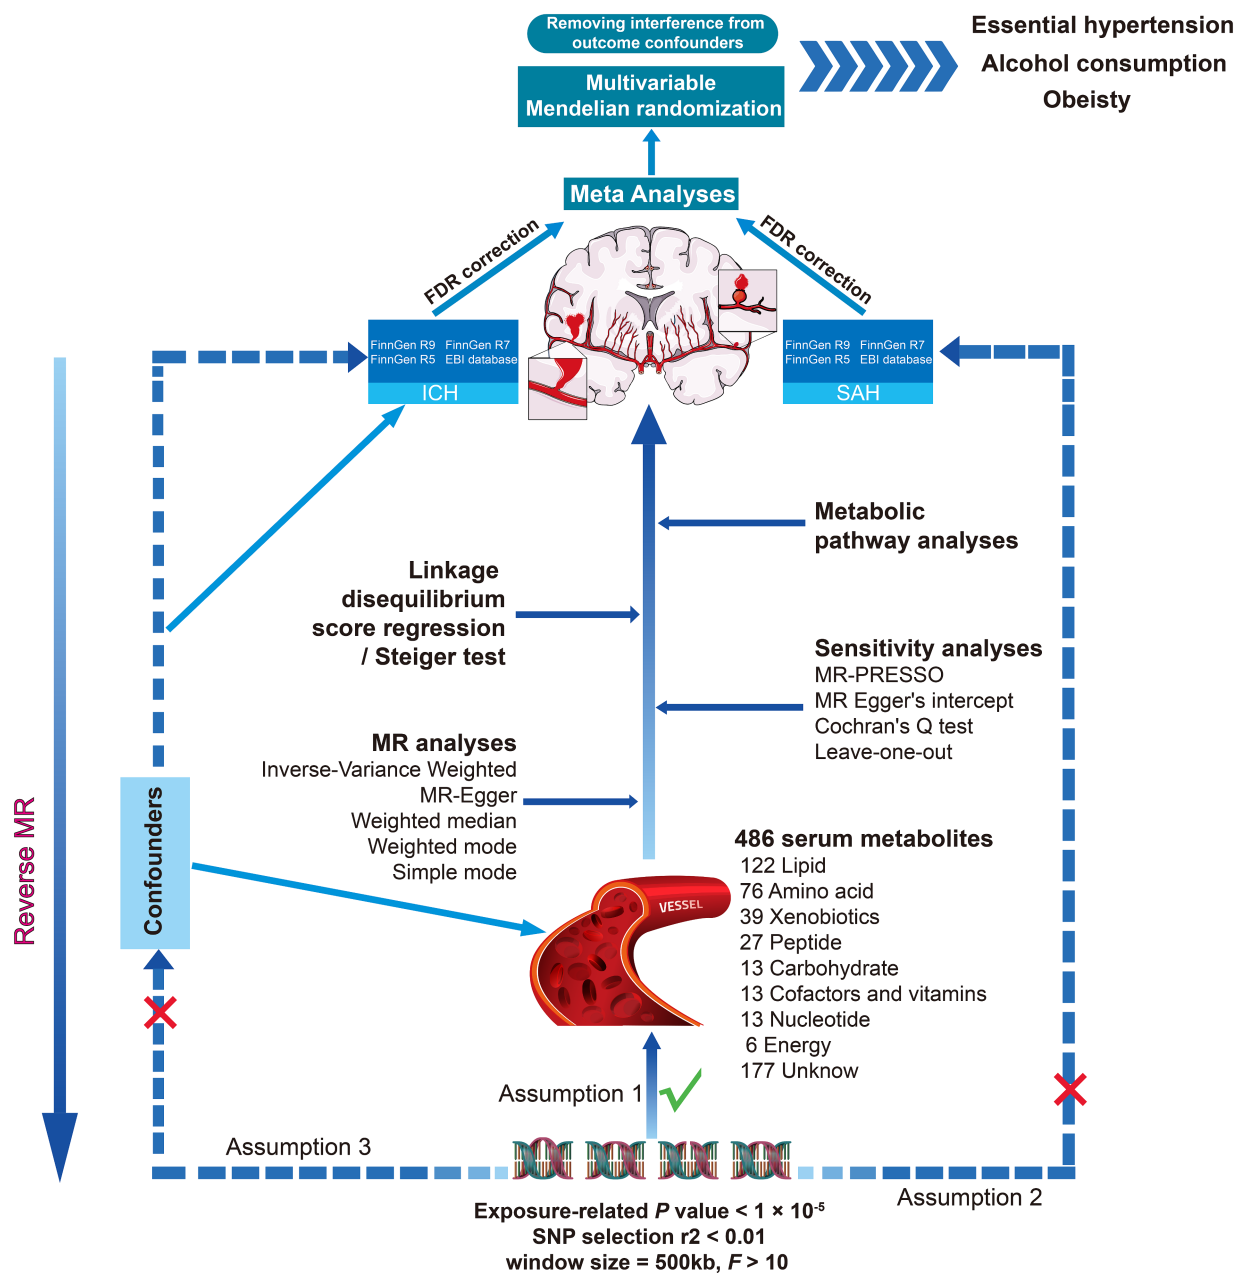 Removing interference from
outcome confounders
Multivariable
Mendelian randomization
Essential hypertension
Alcohol consumption
Obeisty
Meta Analyses
FDR correction
FDR correction
FinnGen R9 FinnGen R7
FinnGen R5 EBI database
ICH
FinnGen R9 FinnGen R7
FinnGen R5 EBI database
SAH
Metabolic
pathway analyses
Linkage
disequilibrium
score regression
/ Steiger test
Sensitivity analyses
MR-PRESSO
MR Egger's intercept
Cochran's Q test
Leave-one-out
MR analyses
Inverse-Variance Weighted
MR-Egger
Weighted median
Weighted mode
Simple mode
Reverse MR
Confounders
VESSEL
486 serum metabolites
122 Lipid
76 Amino acid
39 Xenobiotics
27 Peptide
13 Carbohydrate
13 Cofactors and vitamins
13 Nucleotide
6 Energy
177 Unknow
Assumption 1
Assumption 3
Assumption 2
Exposure-related P value < 1 × 10⁻⁵
SNP selection r2 < 0.01
window size = 500kb, F > 10